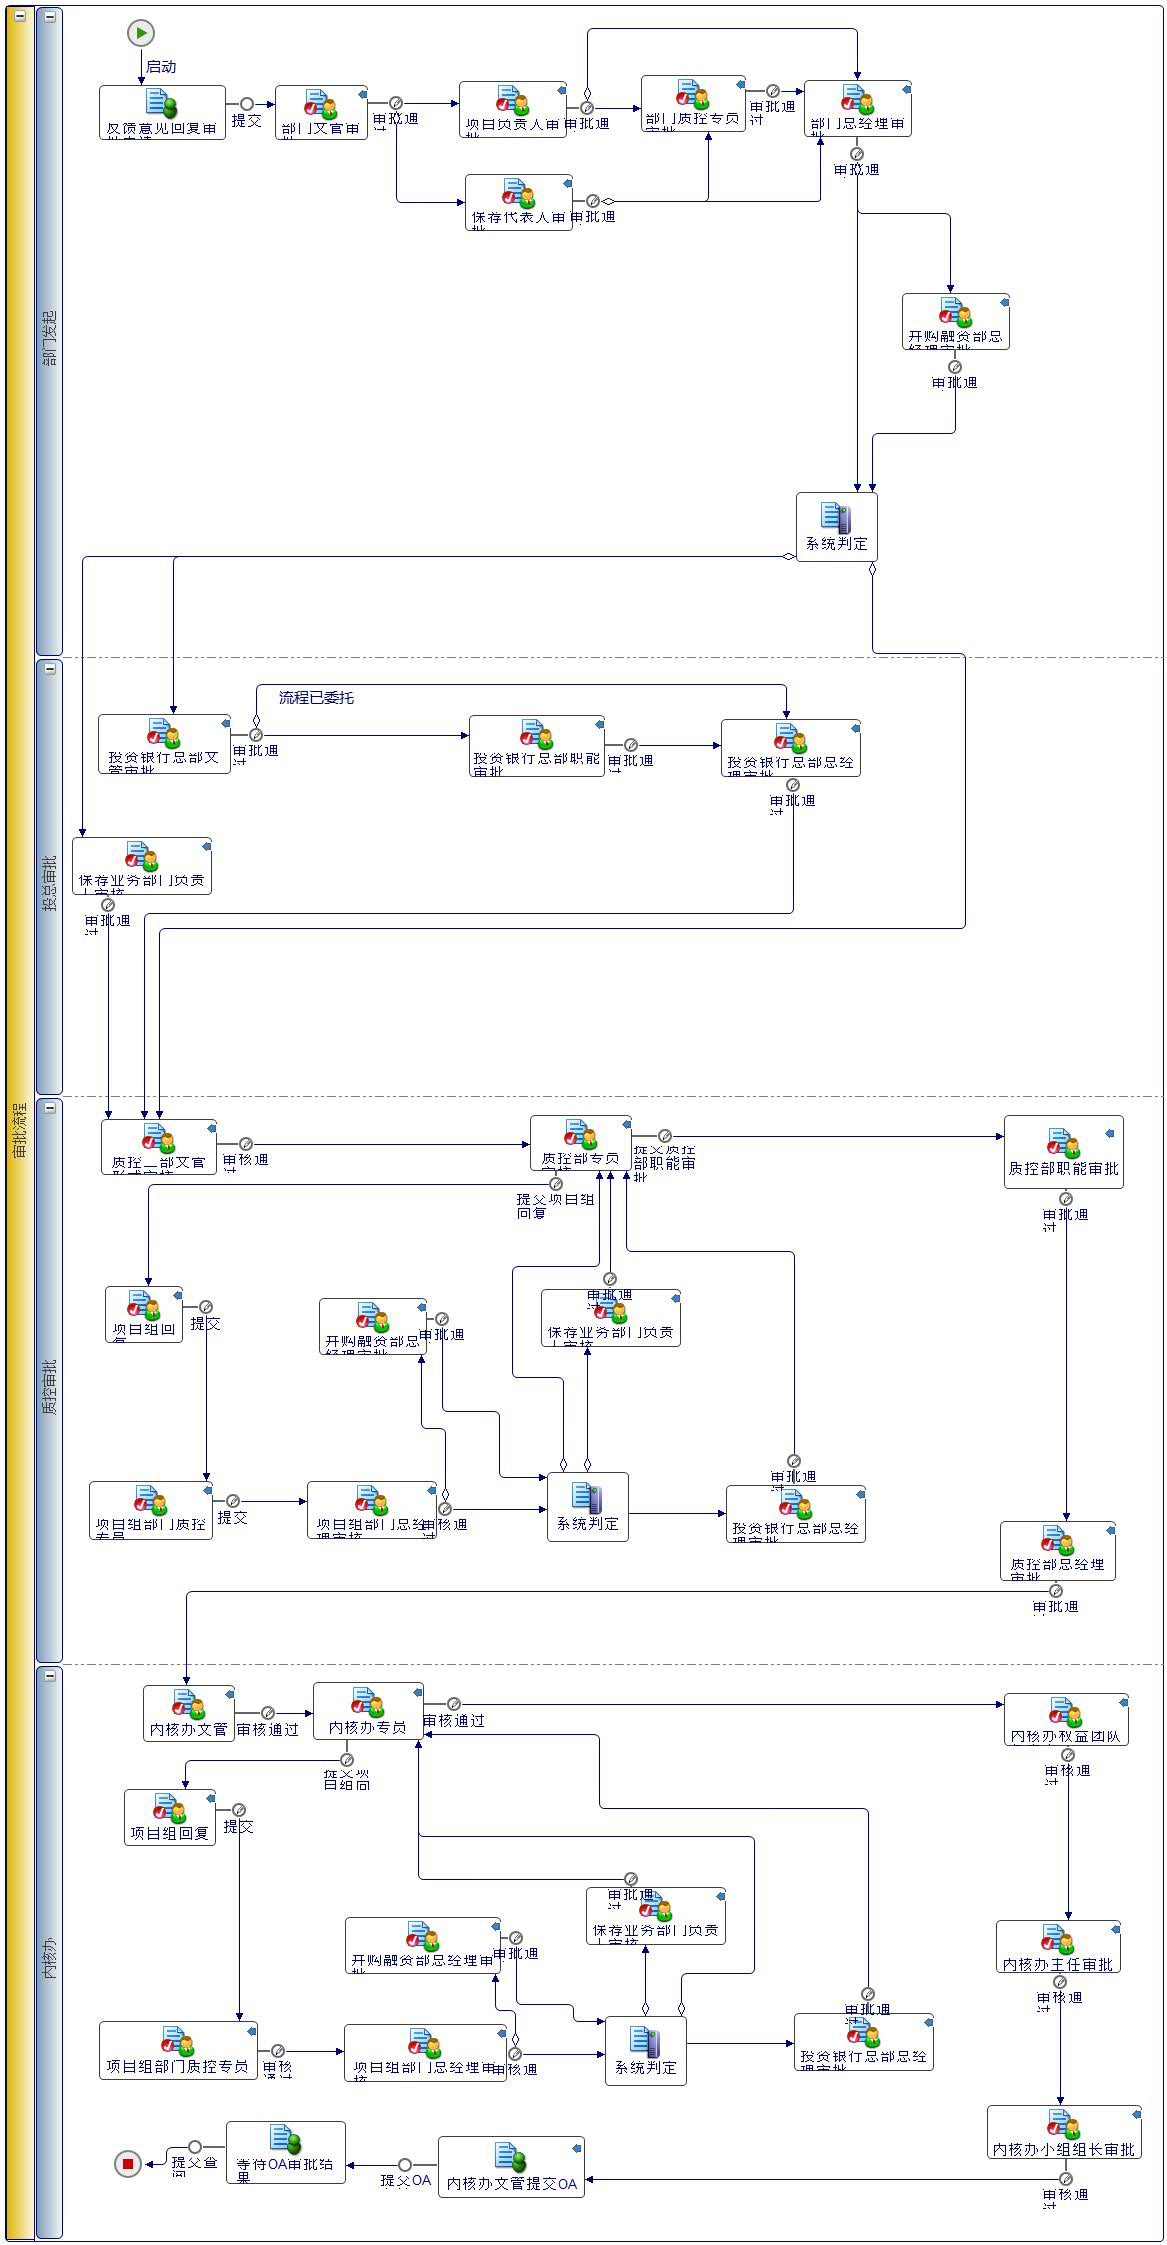 审批流程
部门发起
启动
反馈意见回复审
提交
部门文管审
审批通
过
项目负责人审
审批通
部门质控专员
审批
审批通
过
部门总经理审
批
审批通
保荐代表人审
批
审批通
并购融资部总
经理审批
审批通
系统判定
投总审批
流程已委托
投资银行总部文
管审批
审批通
过
投资银行总部职能
审批
审批通
过
投资银行总部总经
理审批
审批通
过
保荐业务部门负责
人审核
审批通
过
质控审批
质控二部文管
形式审核
审核通
过
质控部专员
审核
提交质控
部职能审
批
质控部职能审批
审批通
过
提交项目组
回复
项目组回
复
提交
并购融资部总
经理审批
审批通
审批通
过
保荐业务部门负责
人审核
项目组部门质控
专员
提交
项目组部门总经
理审核
审核通
过
系统判定
审批通
过
投资银行总部总经
理审批
质控部总经理
审批
审批通
过
内核办
内核办文管
审核通过
内核办专员
审核通过
内核办权益团队
审核通
过
提交项
目组回
项目组回复
提交
审批通
过
保荐业务部门负责
人审核
并购融资部总经理审
批
审批通
内核办主任审批
审核通
过
审批通
过
项目组部门质控专员
审核
通过
项目组部门总经理审
核
审核通
系统判定
投资银行总部总经
理审批
内核办小组组长审批
审核通
过
提交查
阅
等待OA审批结
果
提交OA
内核办文管提交OA